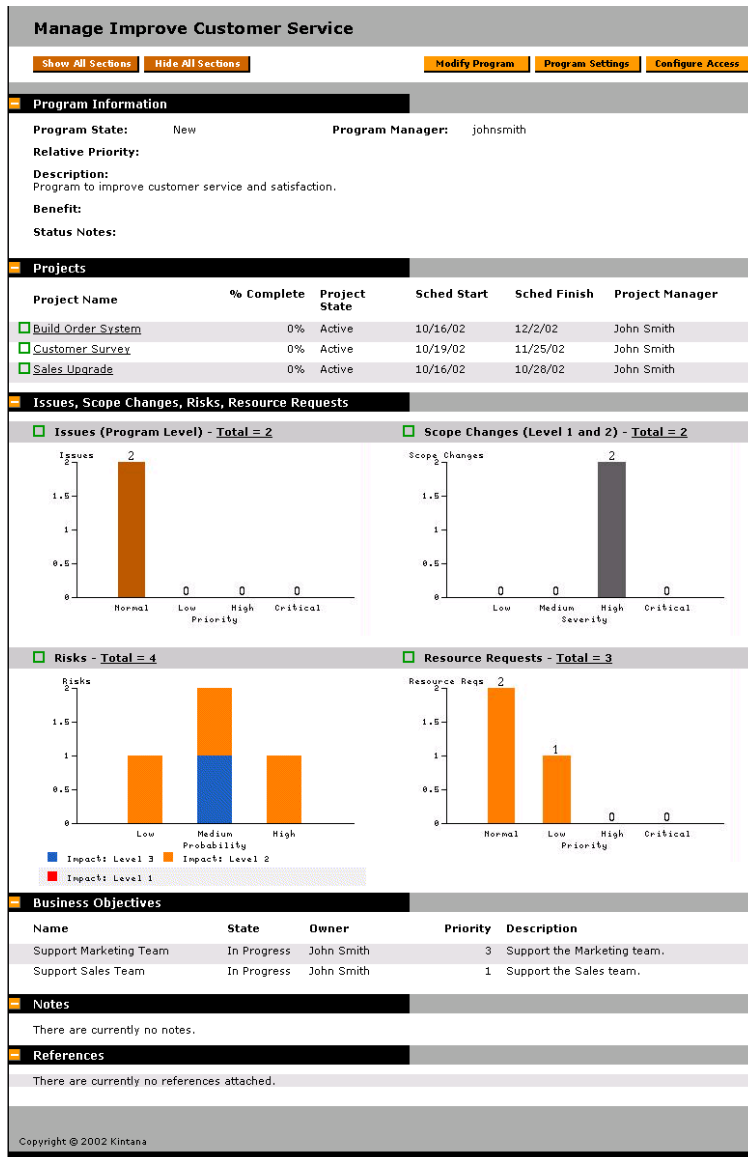 Manage Improve Customer Service
Show All Sections Hide All Sections Modify Program Program Settings Configure Access
Program Information
Program State: New Program Manager: johnsmith
Relative Priority:
Description:
Program to improve customer service and satisfaction.
Benefit:
Status Notes:
Projects
Project Name % Complete Project State Sched Start Sched Finish Project Manager
Build Order System 0% Active 10/16/02 12/2/02 John Smith
Customer Survey 0% Active 10/19/02 11/25/02 John Smith
Sales Upgrade 0% Active 10/16/02 10/28/02 John Smith
Issues, Scope Changes, Risks, Resource Requests
Issues (Program Level) - Total = 2
Issues
2
2
1.5
1
0.5
0
0 0 0
Normal Low High Critical
Priority
Scope Changes (Level 1 and 2) - Total = 2
Scope Changes
2
2
1.5
1
0.5
0
0 0 0
Low Medium High Critical
Severity
Risks - Total = 4
Risks
2
1.5
1
0.5
0
Low Medium High
Probability
Impact: Level 3 Impact: Level 2
Impact: Level 1
Resource Requests - Total = 3
Resource Reqs
2
2
1.5
1
1
0.5
0
0 0
Normal Low High Critical
Priority
Business Objectives
Name State Owner Priority Description
Support Marketing Team In Progress John Smith 3 Support the Marketing team.
Support Sales Team In Progress John Smith 1 Support the Sales team.
Notes
There are currently no notes.
References
There are currently no references attached.
Copyright © 2002 Kintana